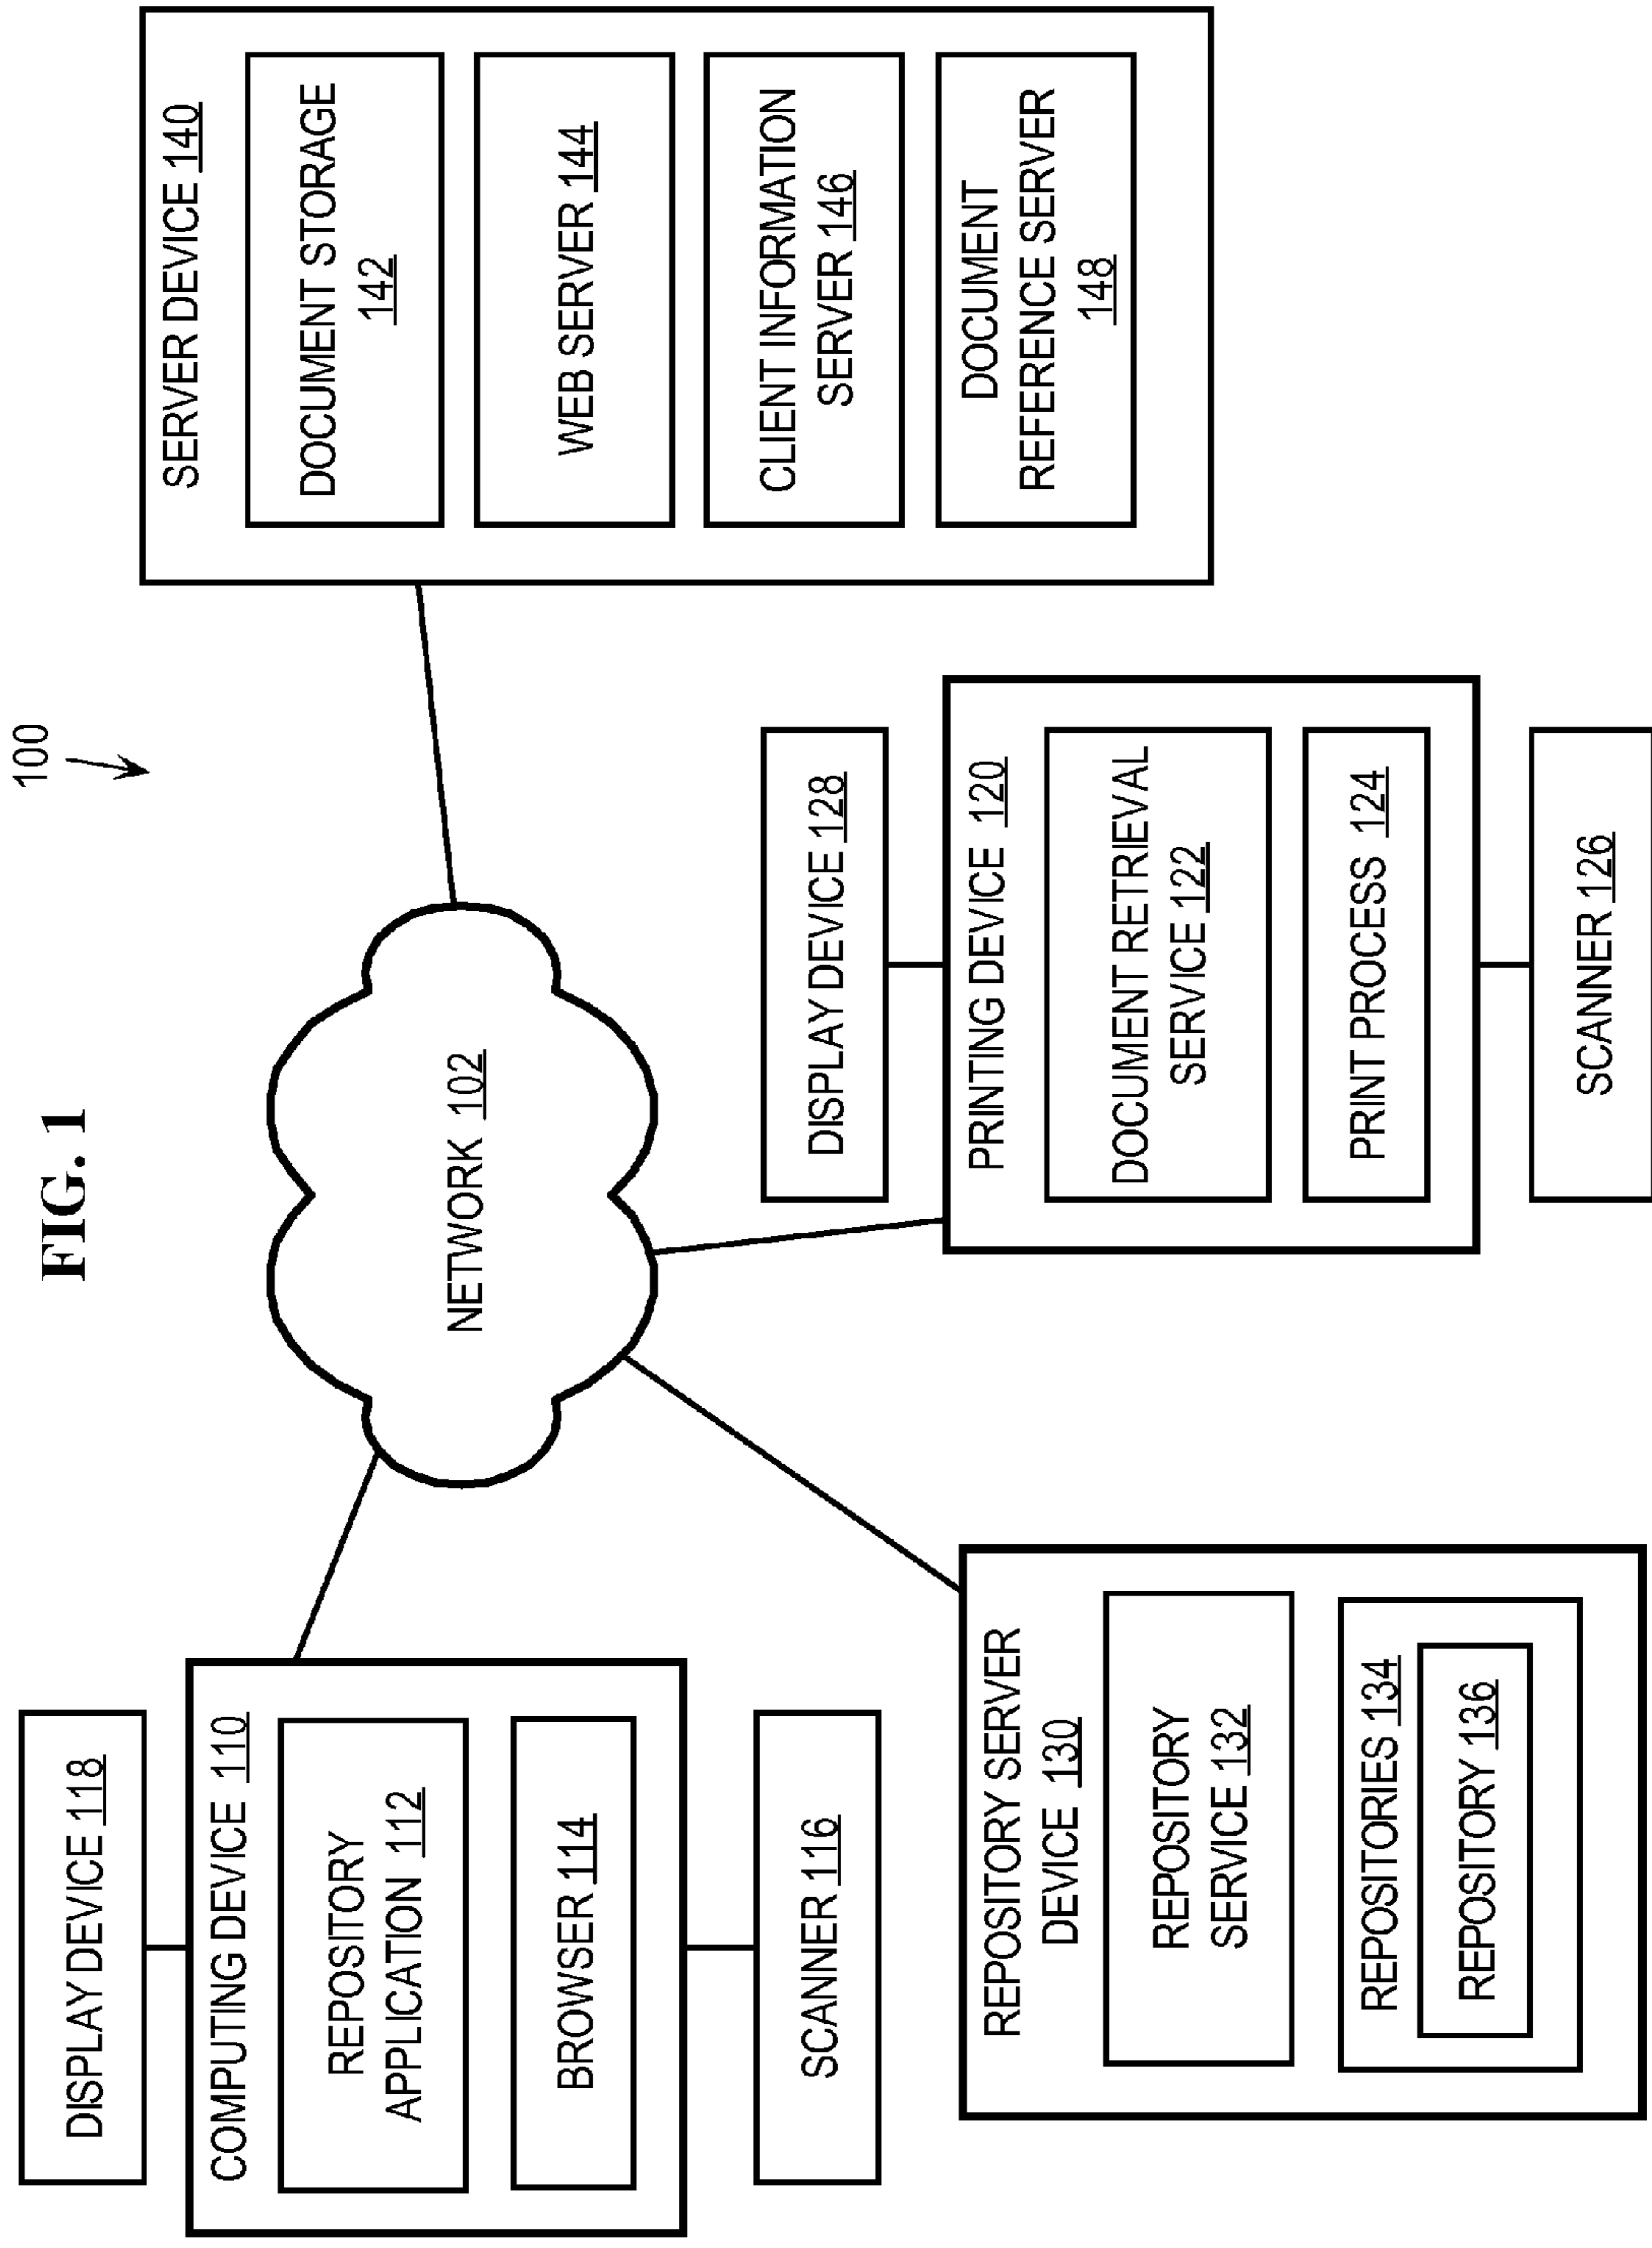 FIG. 1
100
DISPLAY DEVICE 118
COMPUTING DEVICE 110
REPOSITORY
APPLICATION 112
BROWSER 114
SCANNER 116
NETWORK 102
SERVER DEVICE 140
DOCUMENT STORAGE
142
WEB SERVER 144
CLIENT INFORMATION
SERVER 146
DOCUMENT
REFERENCE SERVER
148
REPOSITORY SERVER
DEVICE 130
REPOSITORY
SERVICE 132
REPOSITORIES 134
REPOSITORY 136
DISPLAY DEVICE 128
PRINTING DEVICE 120
DOCUMENT RETRIEVAL
SERVICE 122
PRINT PROCESS 124
SCANNER 126